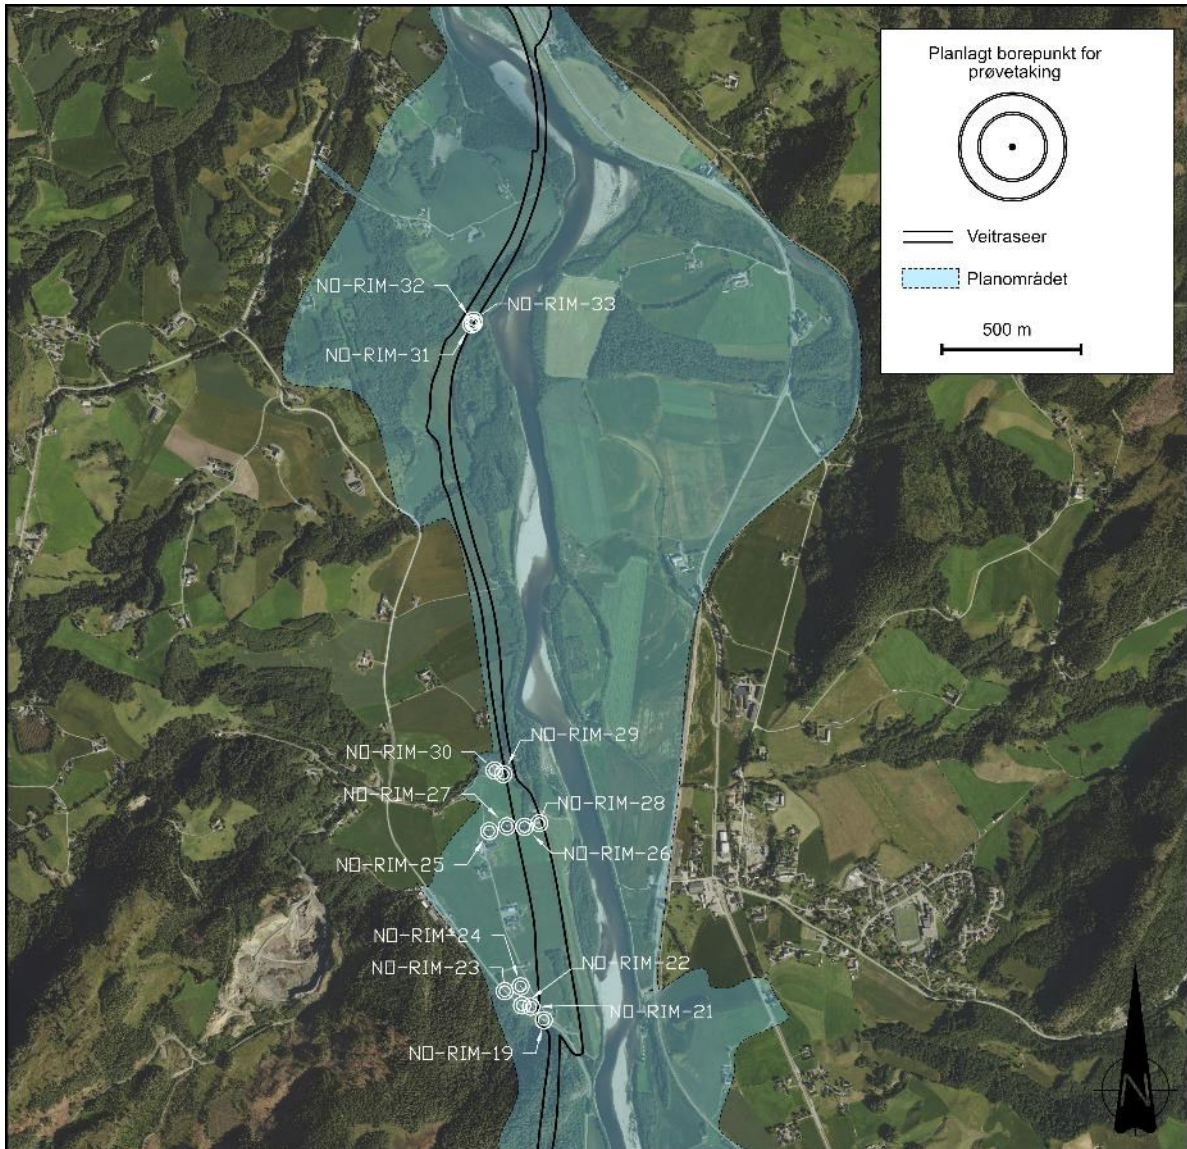 Planlagt borepunkt for
prøvetaking
Veitraseer
Planområdet
500 m
NO-RIM-32
NO-RIM-33
NO-RIM-31
NO-RIM-29
NO-RIM-30
NO-RIM-27
NO-RIM-28
NO-RIM-26
NO-RIM-25
NO-RIM-24
NO-RIM-22
NO-RIM-23
NO-RIM-21
NO-RIM-19
N